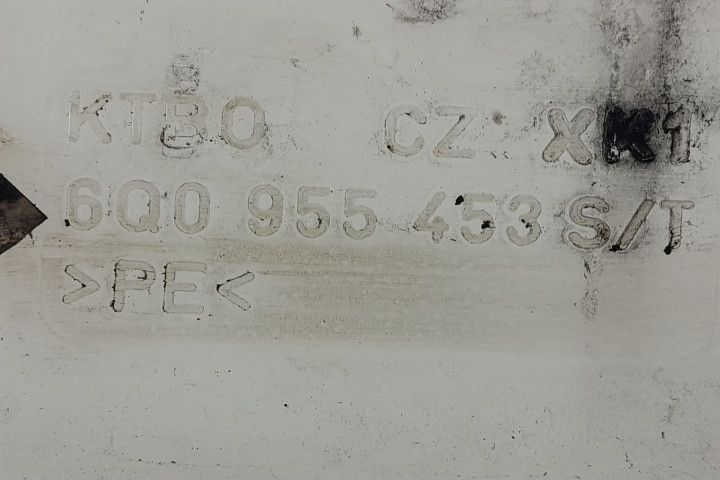 KTBO CZ XK1
6Q0 955 453 S/T
>PE<